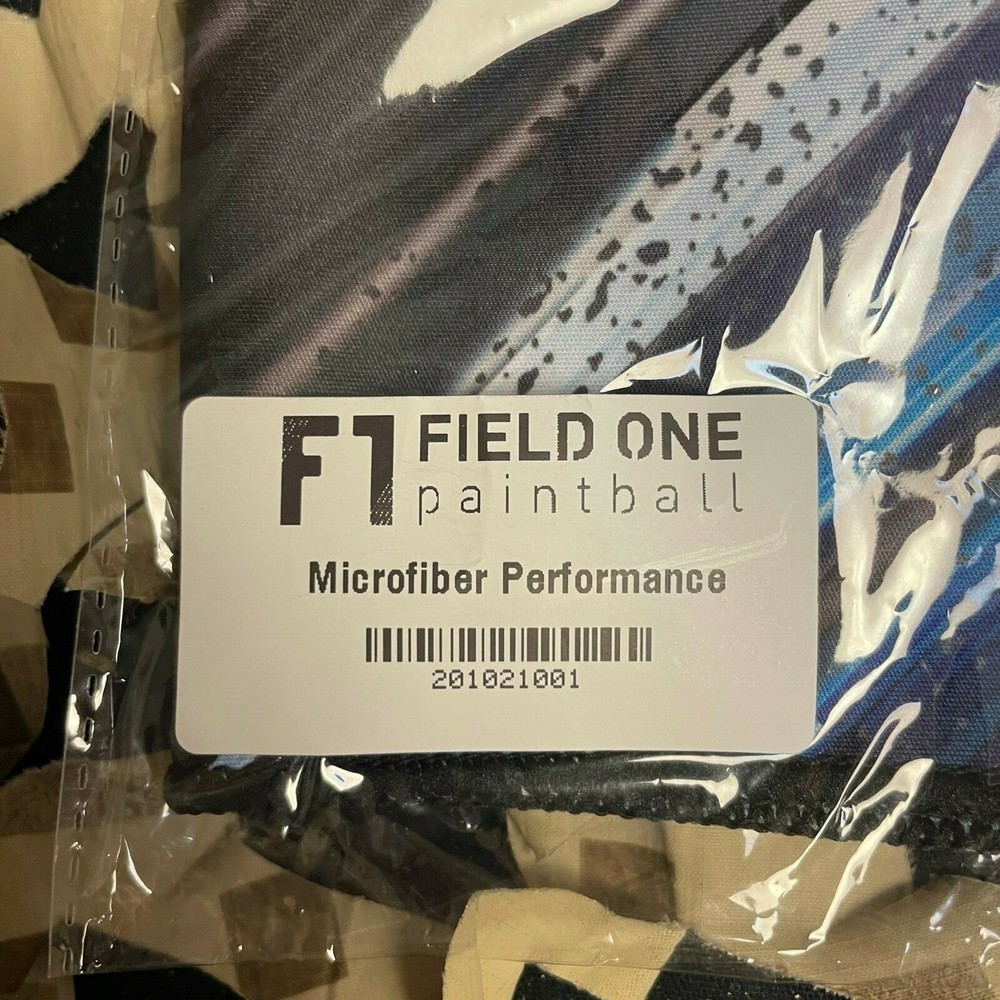 F1 FIELD ONE
paintball
Microfiber Performance
201021001